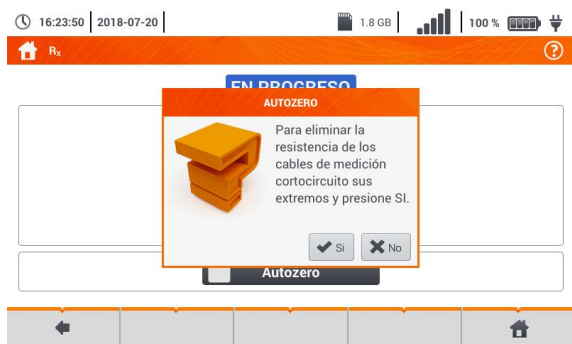 16:23:50 2018-07-20 1.8 GB 100 %
Rx ?
EN PROGRESO
AUTOZERO
Para eliminar la
resistencia de los
cables de medición
cortocircuito sus
extremos y presione SI.
Si No
Autozero